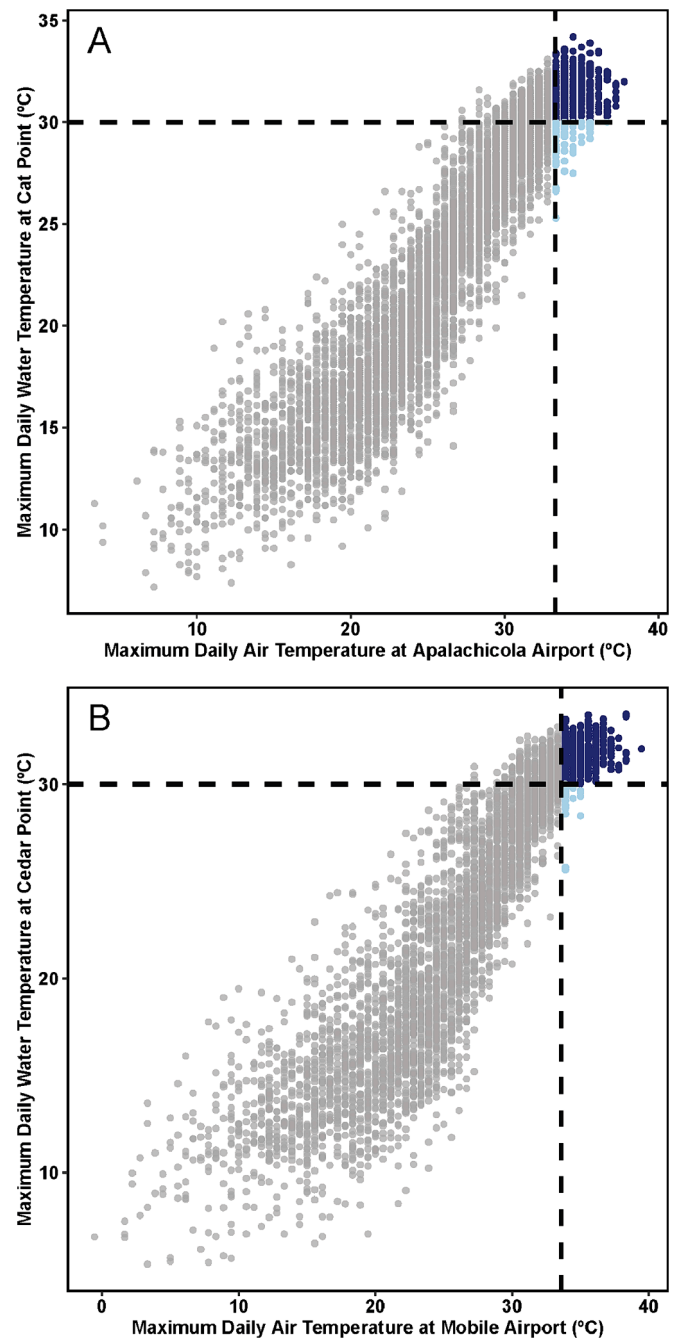 A
Maximum Daily Water Temperature at Cat Point (ºC)
35
30
25
20
15
10
10 20 30 40
Maximum Daily Air Temperature at Apalachicola Airport (ºC)
B
Maximum Daily Water Temperature at Cedar Point (ºC)
30
20
10
0 10 20 30 40
Maximum Daily Air Temperature at Mobile Airport (ºC)